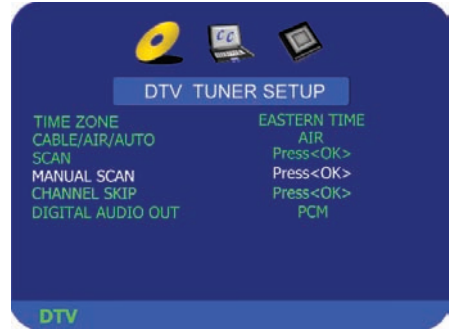 CC
DTV TUNER SETUP
TIME ZONE EASTERN TIME
CABLE/AIR/AUTO AIR
SCAN Press<OK>
MANUAL SCAN Press<OK>
CHANNEL SKIP Press<OK>
DIGITAL AUDIO OUT PCM
DTV